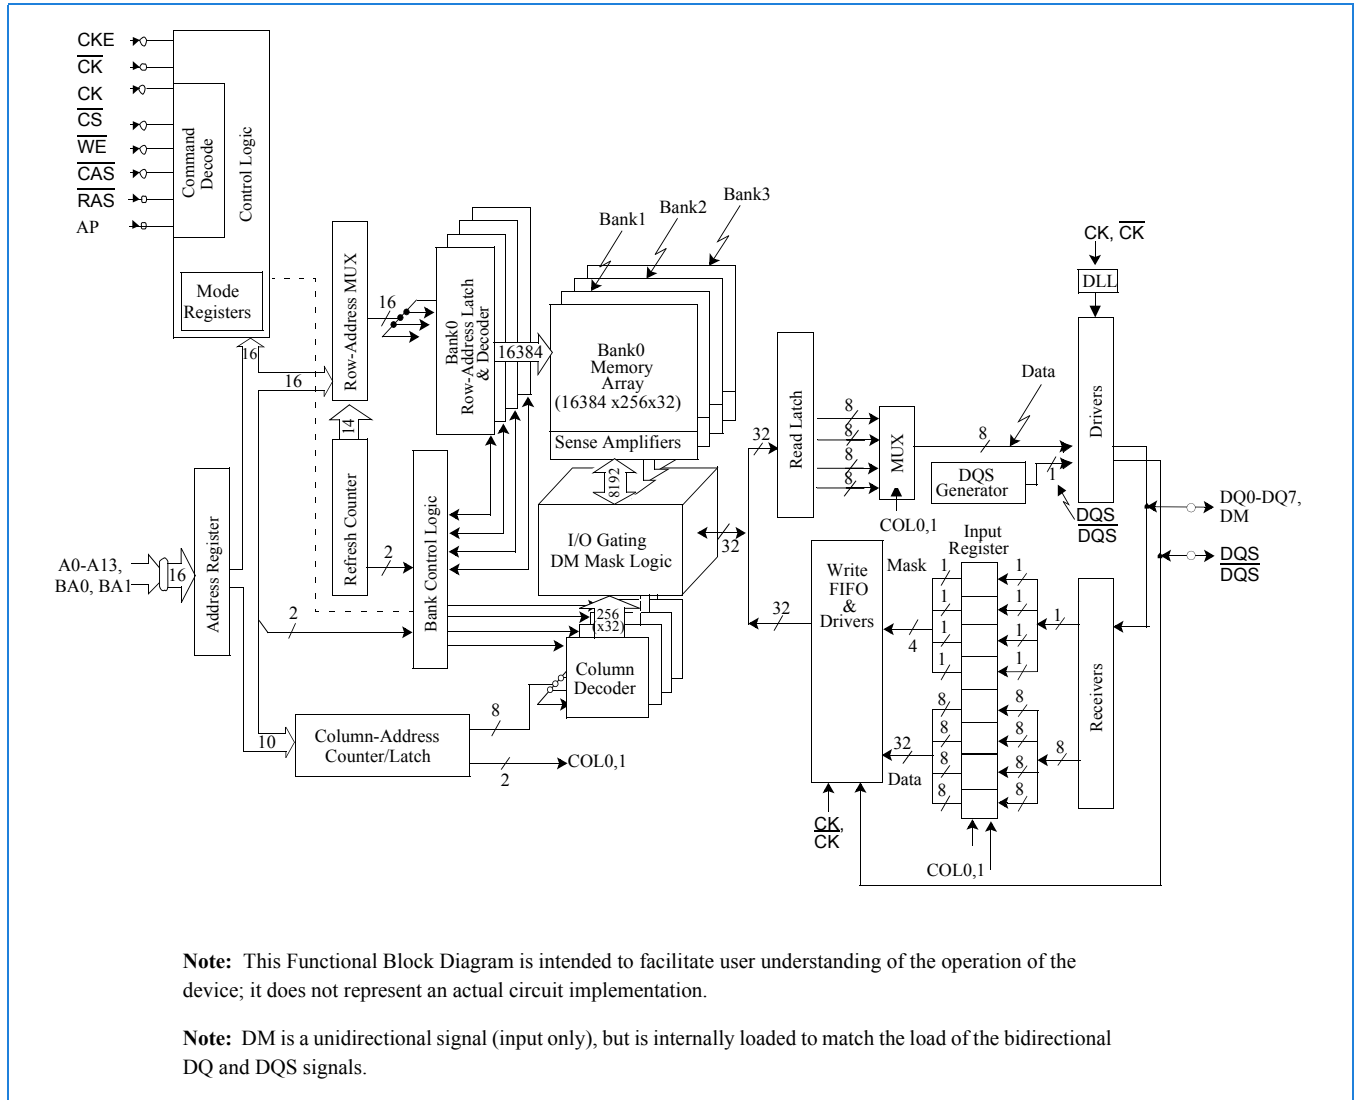 CKE
CK
CK
CS
WE
CAS
RAS
AP
Command
Decode
Control Logic
Mode
Registers
16
16
Row-Address MUX
14
Refresh Counter
16
Bank0
Row-Address Latch
& Decoder
16384
Bank1
Bank2
Bank3
Bank0
Memory
Array
(16384 x256x32)
Sense Amplifiers
8192
I/O Gating
DM Mask Logic
32
256
(x32)
Column
Decoder
2
Bank Control Logic
A0-A13,
BA0, BA1
16
Address Register
2
10
Column-Address
Counter/Latch
8
2
COL0,1
32
Read Latch
8
8
8
8
MUX
COL0,1
8
Data
DQS
Generator
1
DQS
DQS
CK, CK
DLL
Drivers
DQ0-DQ7,
DM
DQS
DQS
32
Write
FIFO
&
Drivers
Mask
4
32
Data
CK,
CK
Input
Register
1
1
1
1
1
1
1
1
8
8
8
8
8
8
8
8
1
8
Receivers
COL0,1
Note: This Functional Block Diagram is intended to facilitate user understanding of the operation of the
device; it does not represent an actual circuit implementation.
Note: DM is a unidirectional signal (input only), but is internally loaded to match the load of the bidirectional
DQ and DQS signals.